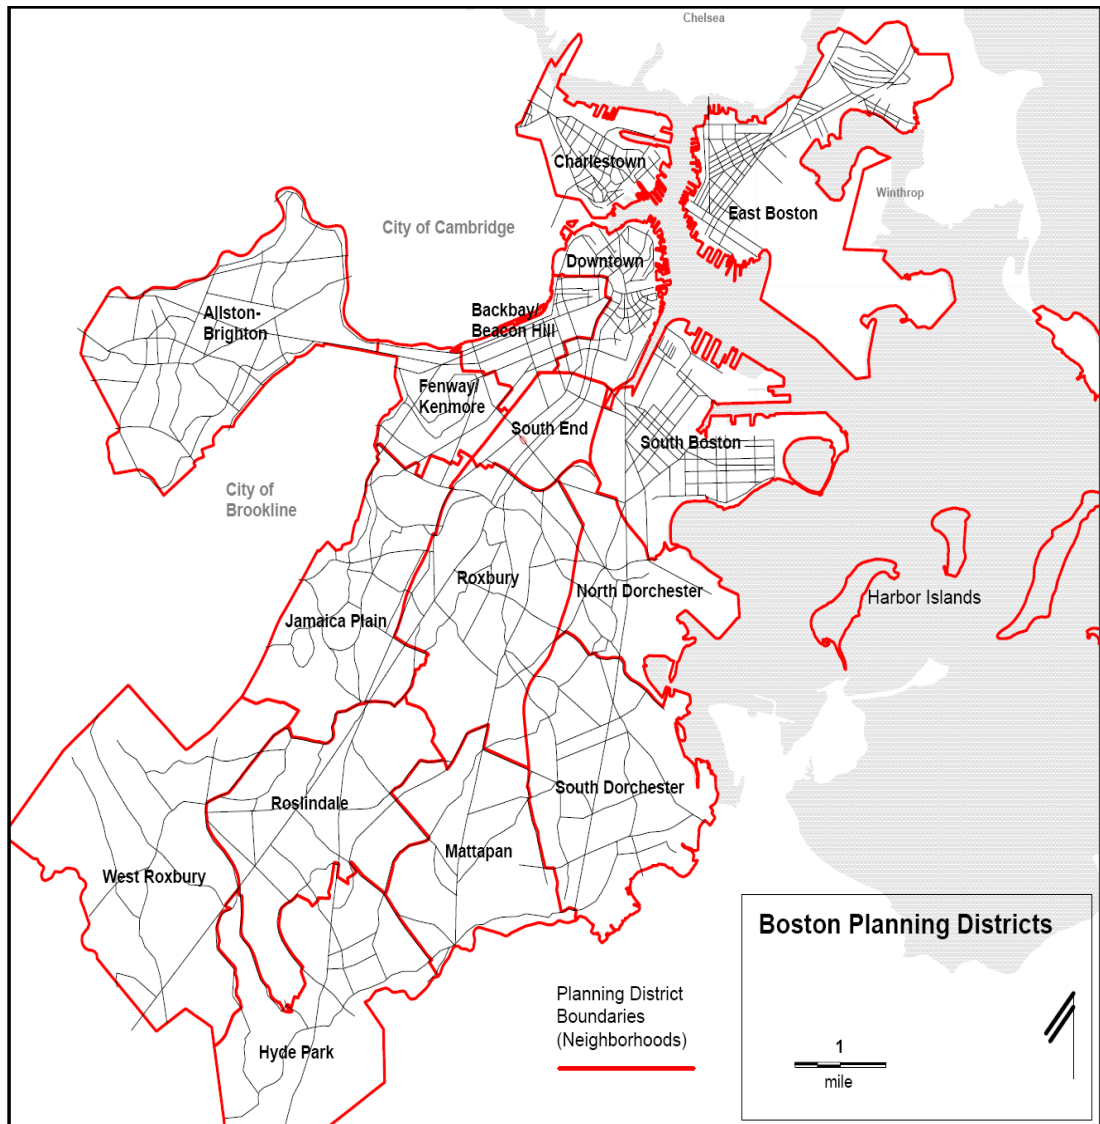 Chelsea
Charlestown
Winthrop
East Boston
City of Cambridge
Downtown
Allston-
Brighton
Backbay/
Beacon Hill
Fenway/
Kenmore
South End
South Boston
City of
Brookline
Roxbury
North Dorchester
Harbor Islands
Jamaica Plain
South Dorchester
Roslindale
Mattapan
West Roxbury
Hyde Park
Planning District
Boundaries
(Neighborhoods)
Boston Planning Districts
1
mile